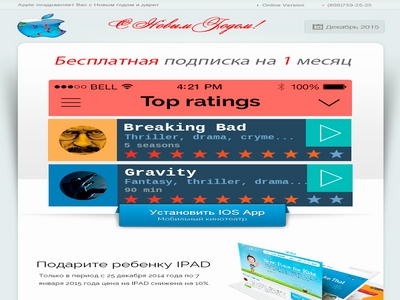 Apple поздравляет Вас с Новым годом и дарит
Online Version
(855)759-25-25
С Новым Годом!
Декабрь 2015
Бесплатная подписка на 1 месяц
BELL 4:21 PM 100%
Top ratings
Breaking Bad
Thriller, drama, cryme...
5 seasons
Gravity
Fantasy, thriller, drama...
90 min
Установить IOS App
Мобильный кинотеатр
Подарите ребенку IPAD
Только в период с 25 декабря 2014 года по 7
января 2015 года цена на IPAD снижена на 10%.